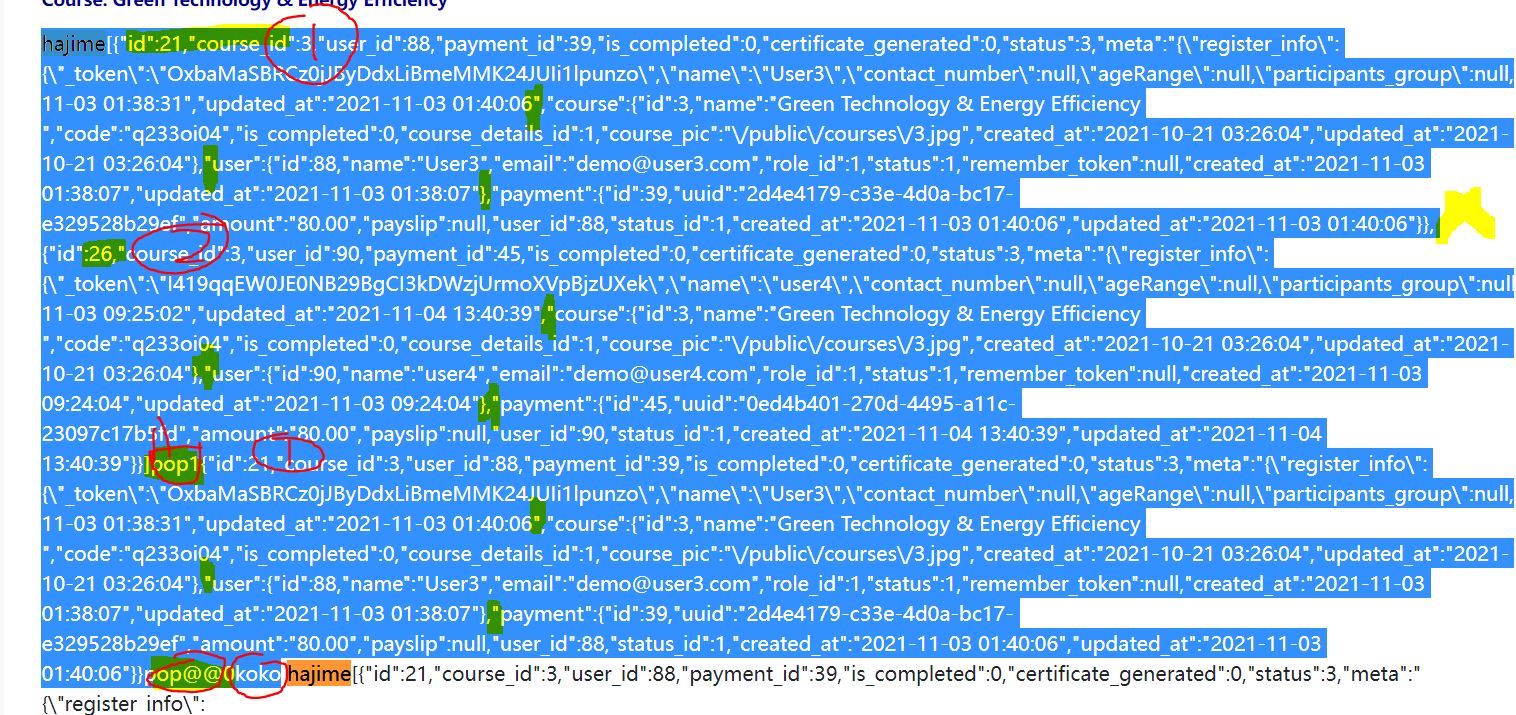 Course: Green Technology & Energy Efficiency
hajime[{"id":21,"course_id":3,"user_id":88,"payment_id":39,"is_completed":0,"certificate_generated":0,"status":3,"meta":"{\"register_info\":
{\"_token\":\"OxbaMaSBRCz0jJByDdxLiBmeMMK24JUIi1lpunzo\",\"name\":\"User3\",\"contact_number\":null,\"ageRange\":null,\"participants_group\":null,
11-03 01:38:31","updated_at":"2021-11-03 01:40:06","course":{"id":3,"name":"Green Technology & Energy Efficiency
","code":"q233oi04","is_completed":0,"course_details_id":1,"course_pic":"\/public\/courses\/3.jpg","created_at":"2021-10-21 03:26:04","updated_at":"2021-
10-21 03:26:04"},"user":{"id":88,"name":"User3","email":"demo@user3.com","role_id":1,"status":1,"remember_token":null,"created_at":"2021-11-03
01:38:07","updated_at":"2021-11-03 01:38:07"},"payment":{"id":39,"uuid":"2d4e4179-c33e-4d0a-bc17-
e329528b29ef","amount":"80.00","payslip":null,"user_id":88,"status_id":1,"created_at":"2021-11-03 01:40:06","updated_at":"2021-11-03 01:40:06"}},
{"id":26,"course_id":3,"user_id":90,"payment_id":45,"is_completed":0,"certificate_generated":0,"status":3,"meta":"{\"register_info\":
{\"_token\":\"I419qqEW0JE0NB29BgCI3kDWzjUrmoXVpBjzUXek\",\"name\":\"user4\",\"contact_number\":null,\"ageRange\":null,\"participants_group\":null
11-03 09:25:02","updated_at":"2021-11-04 13:40:39","course":{"id":3,"name":"Green Technology & Energy Efficiency
","code":"q233oi04","is_completed":0,"course_details_id":1,"course_pic":"\/public\/courses\/3.jpg","created_at":"2021-10-21 03:26:04","updated_at":"2021-
10-21 03:26:04"},"user":{"id":90,"name":"user4","email":"demo@user4.com","role_id":1,"status":1,"remember_token":null,"created_at":"2021-11-03
09:24:04","updated_at":"2021-11-03 09:24:04"},"payment":{"id":45,"uuid":"0ed4b401-270d-4495-a11c-
"amount":"80.00","payslip":null,"user_id":90,"status_id":1,"created_at":"2021-11-04 13:40:39","updated_at":"2021-11-04
13:40:39"}}]pop1{"id":21,"course_id":3,"user_id":88,"payment_id":39,"is_completed":0,"certificate_generated":0,"status":3,"meta":"{\"register_info\":
{\"_token\":\"OxbaMaSBRCz0jJByDdxLiBmeMMK24JUIi1lpunzo\",\"name\":\"User3\",\"contact_number\":null,\"ageRange\":null,\"participants_group\":null,
11-03 01:38:31","updated_at":"2021-11-03 01:40:06","course":{"id":3,"name":"Green Technology & Energy Efficiency
","code":"q233oi04","is_completed":0,"course_details_id":1,"course_pic":"\/public\/courses\/3.jpg","created_at":"2021-10-21 03:26:04","updated_at":"2021-
10-21 03:26:04"},"user":{"id":88,"name":"User3","email":"demo@user3.com","role_id":1,"status":1,"remember_token":null,"created_at":"2021-11-03
01:38:07","updated_at":"2021-11-03 01:38:07"},"payment":{"id":39,"uuid":"2d4e4179-c33e-4d0a-bc17-
e329528b29ef","amount":"80.00","payslip":null,"user_id":88,"status_id":1,"created_at":"2021-11-03 01:40:06","updated_at":"2021-11-03
01:40:06"}}pop@@0koko hajime[{"id":21,"course_id":3,"user_id":88,"payment_id":39,"is_completed":0,"certificate_generated":0,"status":3,"meta":"
{\"register_info\":
1
2
1